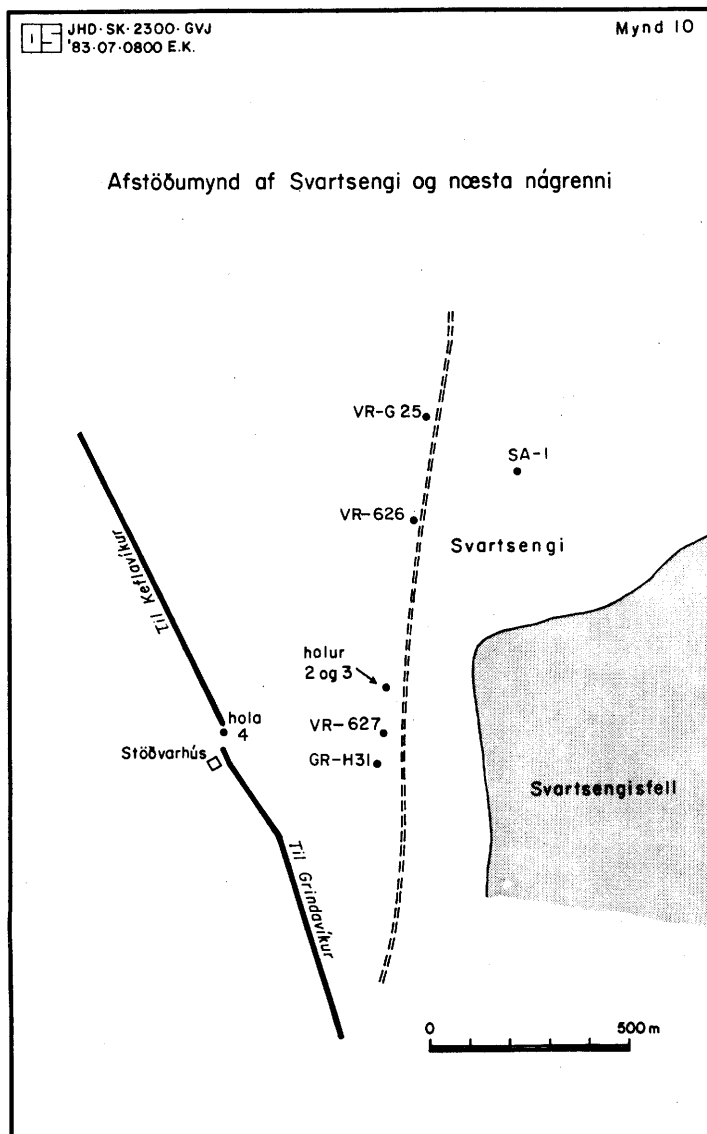 JHD·SK·2300·GVJ
'83·07·0800 E.K.
Mynd 10
Afstöðumynd af Svartsengi og næsta nágrenni
VR-G 25
SA-1
VR-626
Svartsengi
Til Keflavíkur
holur
2 og 3
hola
4
VR-627
Stöðvarhús
GR-H31
Svartsengisfell
Til Grindavíkur
0
500 m